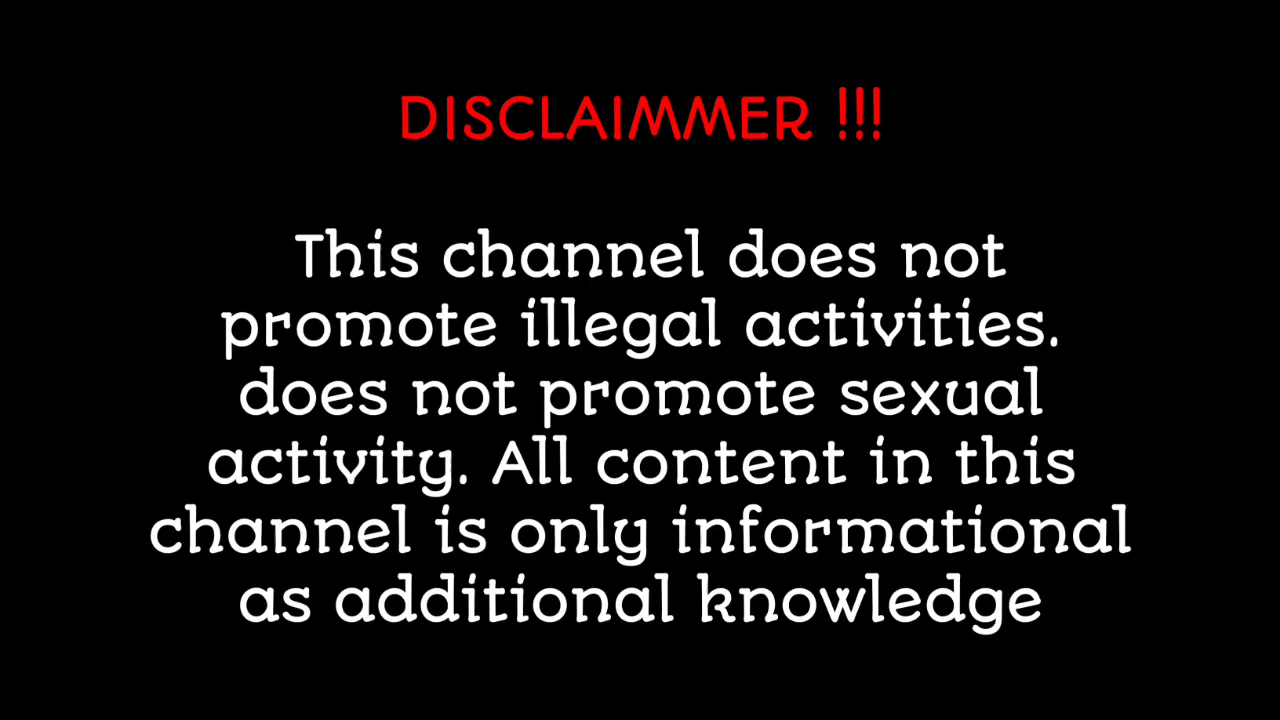 DISCLAIMMER !!!
This channel does not
promote illegal activities.
does not promote sexual
activity. All content in this
channel is only informational
as additional knowledge